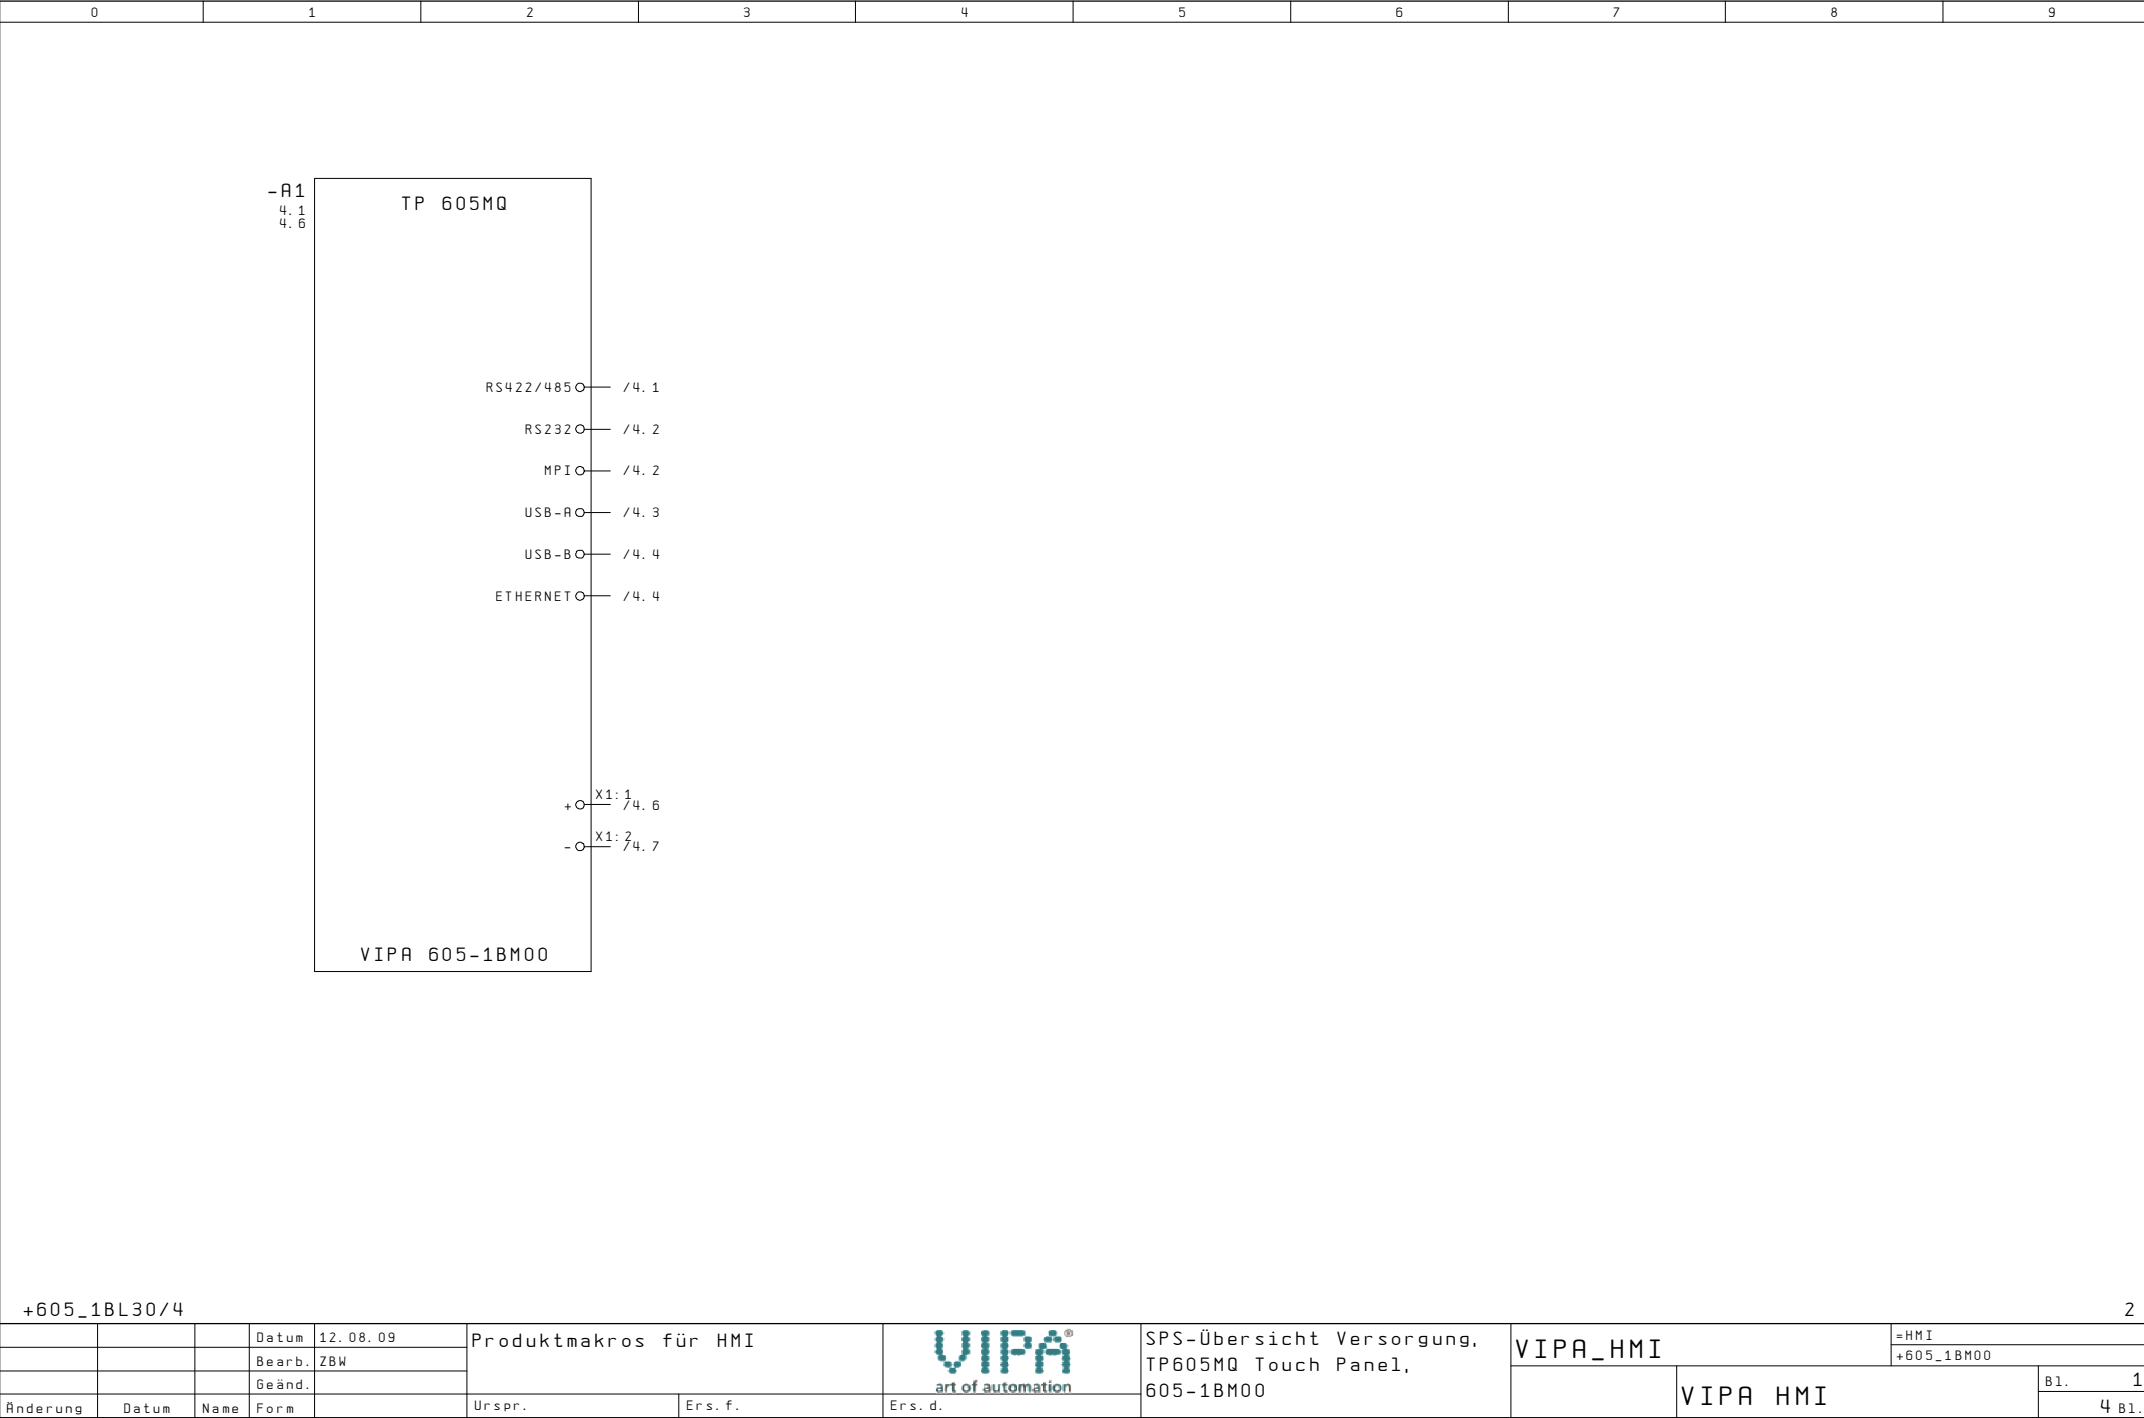 0 1 2 3 4 5 6 7 8 9
-A1
4.1
4.6
TP 605MQ
RS422/485 /4.1
RS232 /4.2
MPI /4.2
USB-A /4.3
USB-B /4.4
ETHERNET /4.4
X1:1
+ /4.6
X1:2
- /4.7
VIPA 605-1BM00
+605_1BL30/4 2
Datum 12.08.09
Bearb. ZBW
Geänd.
Änderung Datum Name Form
Produktmakros für HMI
Urspr. Ers.f. Ers.d.
VIPA®
art of automation
SPS-Übersicht Versorgung,
TP605MQ Touch Panel,
605-1BM00
VIPA_HMI
=HMI
+605_1BM00
VIPA HMI
Bl. 1
4 Bl.